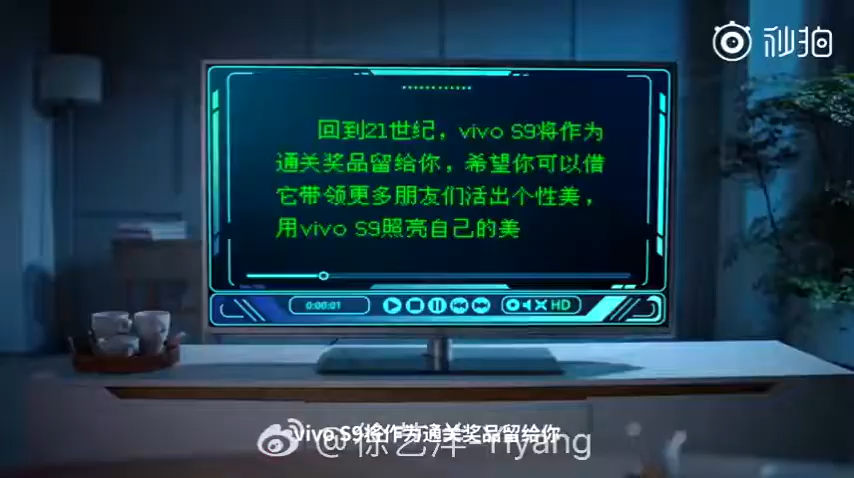 秒拍
回到21世纪，vivo S9将作为
通关奖品留给你，希望你可以借
它带领更多朋友们活出个性美，
用vivo S9照亮自己的美
0:00:01
HD
vivo S9将作为通关奖品留给你